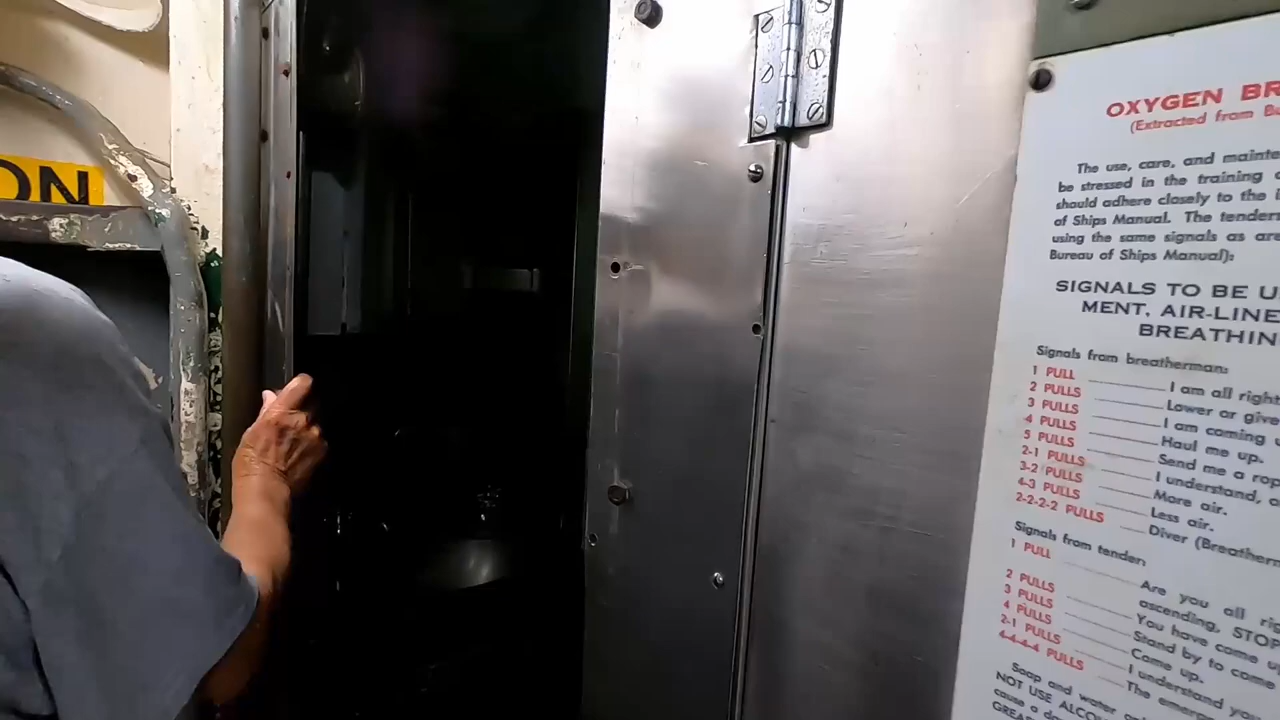 ON
OXYGEN BR
(Extracted from Bu
The use, care, and mainte
be stressed in the training
should adhere closely to the
of Ships Manual. The tender
using the same signals as are
Bureau of Ships Manual):
SIGNALS TO BE U
MENT, AIR-LINE
BREATHIN
Signals from breatherman:
1 PULL I am all right
2 PULLS Lower or give
3 PULLS I am coming u
4 PULLS Haul me up.
5 PULLS Send me a rop
2-1 PULLS I understand,
3-2 PULLS More air.
4-3 PULLS Less air.
2-2-2-2 PULLS Diver (Breatherm
Signals from tender:
1 PULL Are you all rig
ascending, STOP
2 PULLS You have come u
3 PULLS Stand by to come
4 PULLS Come up.
2-1 PULLS I understand you
4-4-4-4 PULLS The emerge
Soap and water
NOT USE ALCO
cause a
GREA